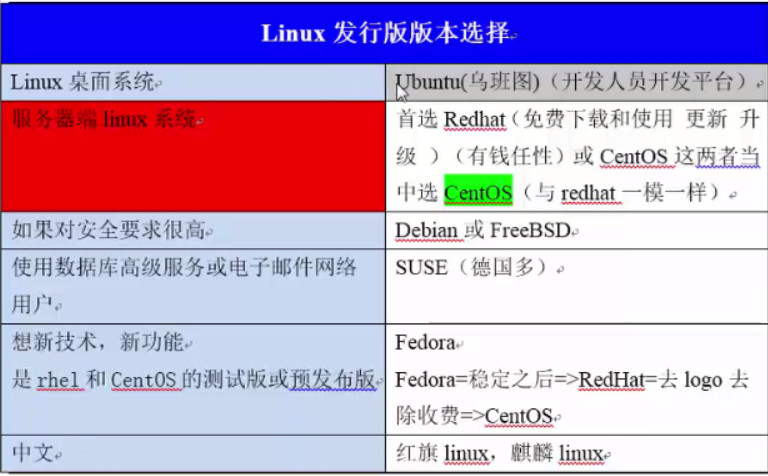 Linux 发行版版本选择
Linux 桌面系统
Ubuntu(乌班图)（开发人员开发平台）
服务器端 linux 系统
首选 Redhat（免费下载和使用 更新 升
级 ）（有钱任性）或 CentOS 这两者当
中选 CentOS（与 redhat 一模一样）
如果对安全要求很高
Debian 或 FreeBSD
使用数据库高级服务或电子邮件网络
用户
SUSE（德国多）
想新技术，新功能
是 rhel 和 CentOS 的测试版或预发布版
Fedora
Fedora=稳定之后=>RedHat=去 logo 去
除收费=>CentOS
中文
红旗 linux，麒麟 linux